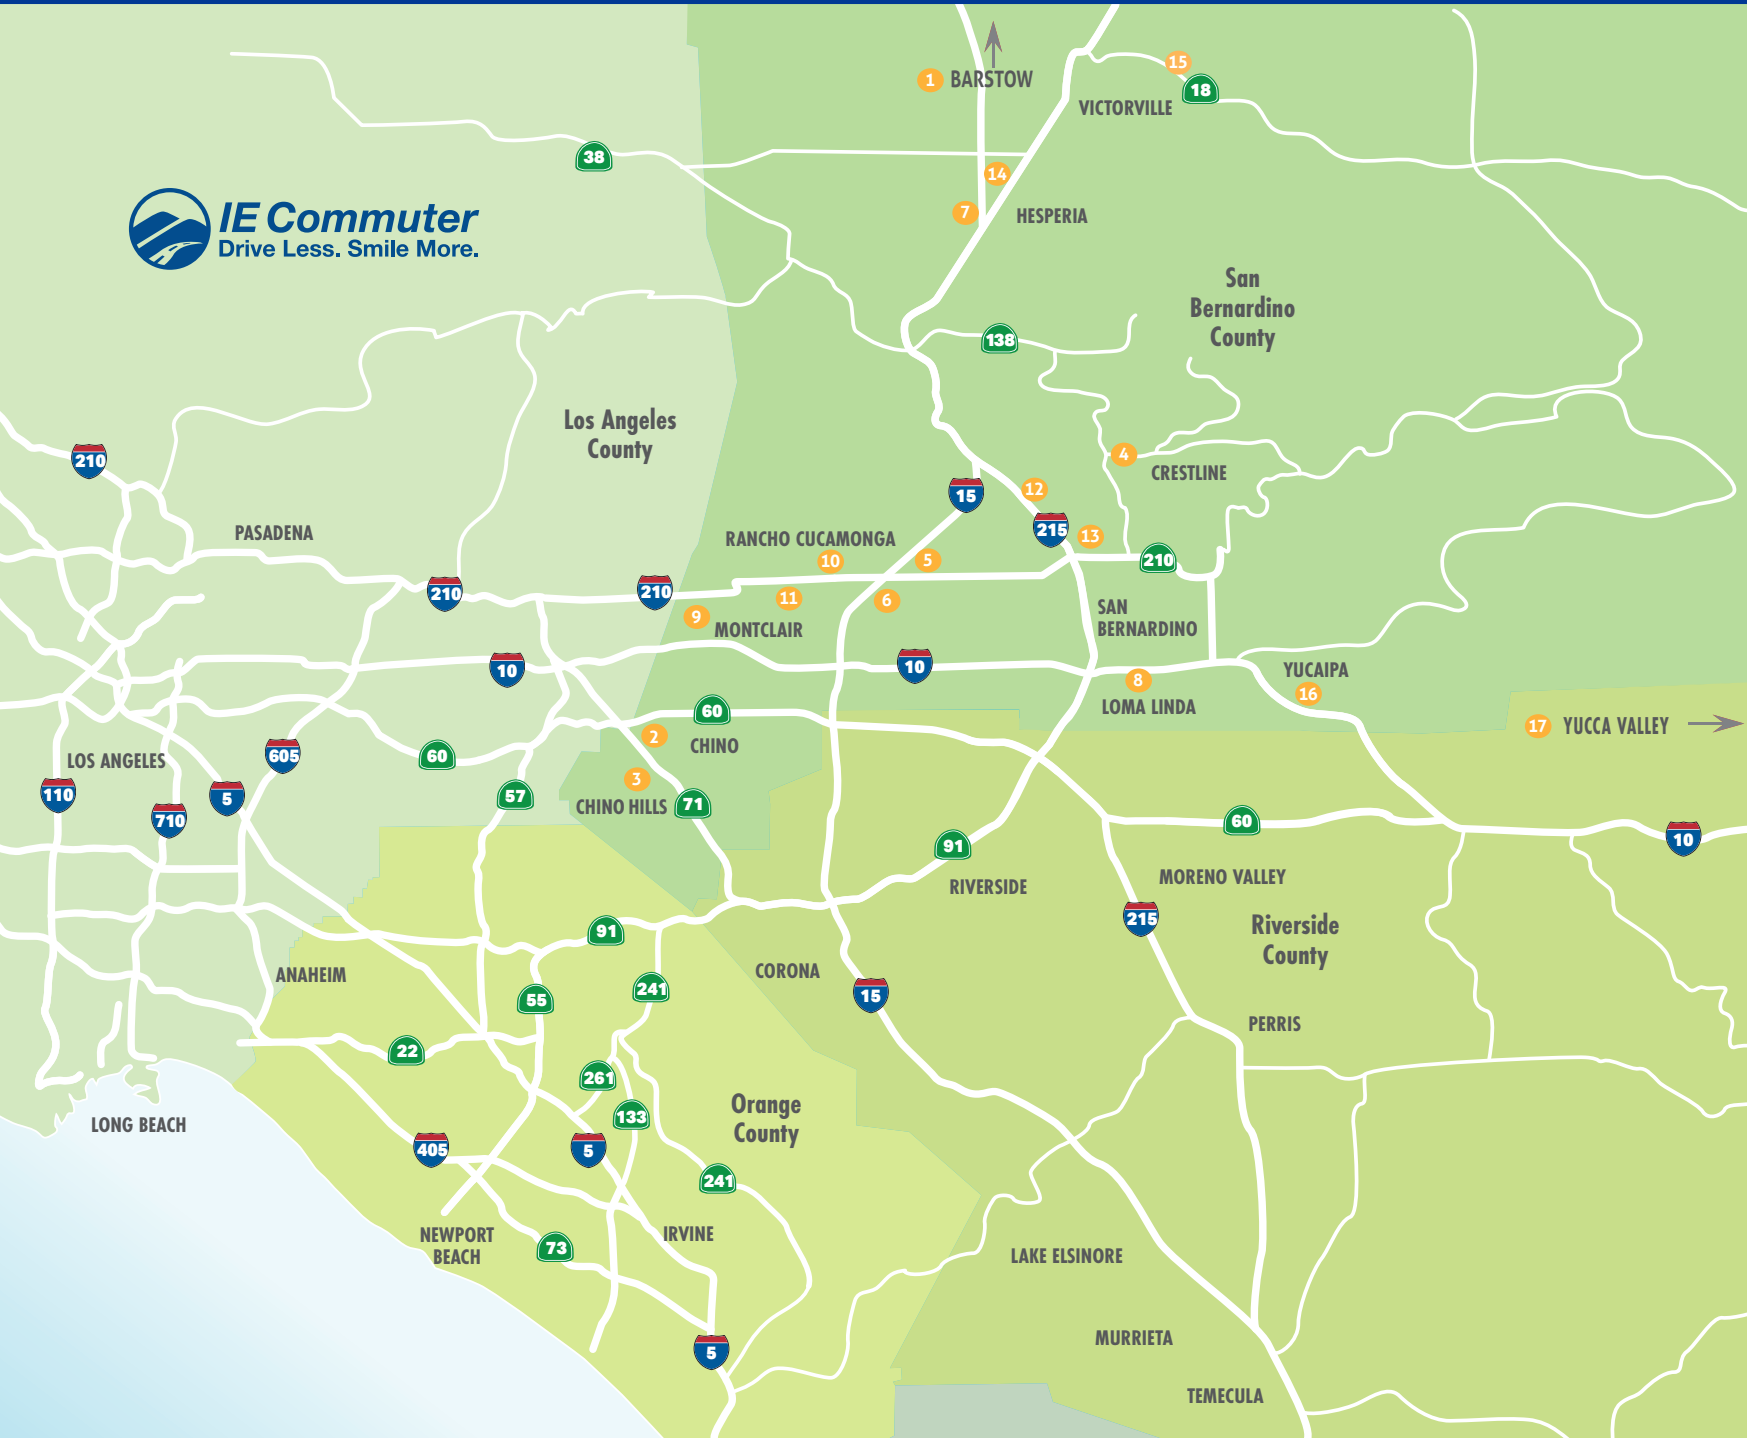 1 BARSTOW
15
18
VICTORVILLE
38
14
IE Commuter
Drive Less. Smile More.
7
HESPERIA
San
Bernardino
County
138
Los Angeles
County
210
4
CRESTLINE
15
12
PASADENA
RANCHO CUCAMONGA
215
13
10
5
210
210
210
11
6
9
MONTCLAIR
SAN
BERNARDINO
10
10
8
LOMA LINDA
YUCAIPA
16
60
2
CHINO
17 YUCCA VALLEY
LOS ANGELES
605
60
3
CHINO HILLS
71
110
710
5
57
60
10
91
RIVERSIDE
MORENO VALLEY
215
Riverside
County
91
ANAHEIM
CORONA
55
241
15
PERRIS
22
261
133
Orange
County
LONG BEACH
405
5
241
NEWPORT
BEACH
73
IRVINE
LAKE ELSINORE
5
MURRIETA
TEMECULA